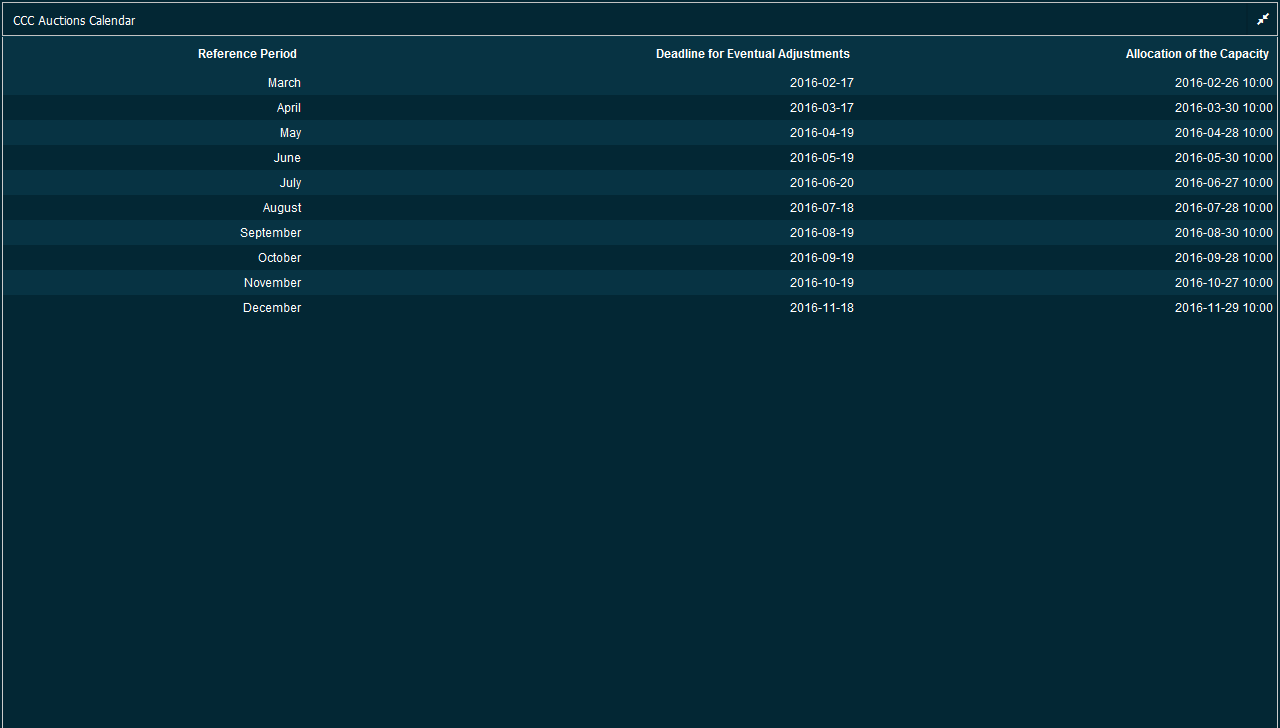 CCC Auctions Calendar
Reference Period Deadline for Eventual Adjustments Allocation of the Capacity
March 2016-02-17 2016-02-26 10:00
April 2016-03-17 2016-03-30 10:00
May 2016-04-19 2016-04-28 10:00
June 2016-05-19 2016-05-30 10:00
July 2016-06-20 2016-06-27 10:00
August 2016-07-18 2016-07-28 10:00
September 2016-08-19 2016-08-30 10:00
October 2016-09-19 2016-09-28 10:00
November 2016-10-19 2016-10-27 10:00
December 2016-11-18 2016-11-29 10:00